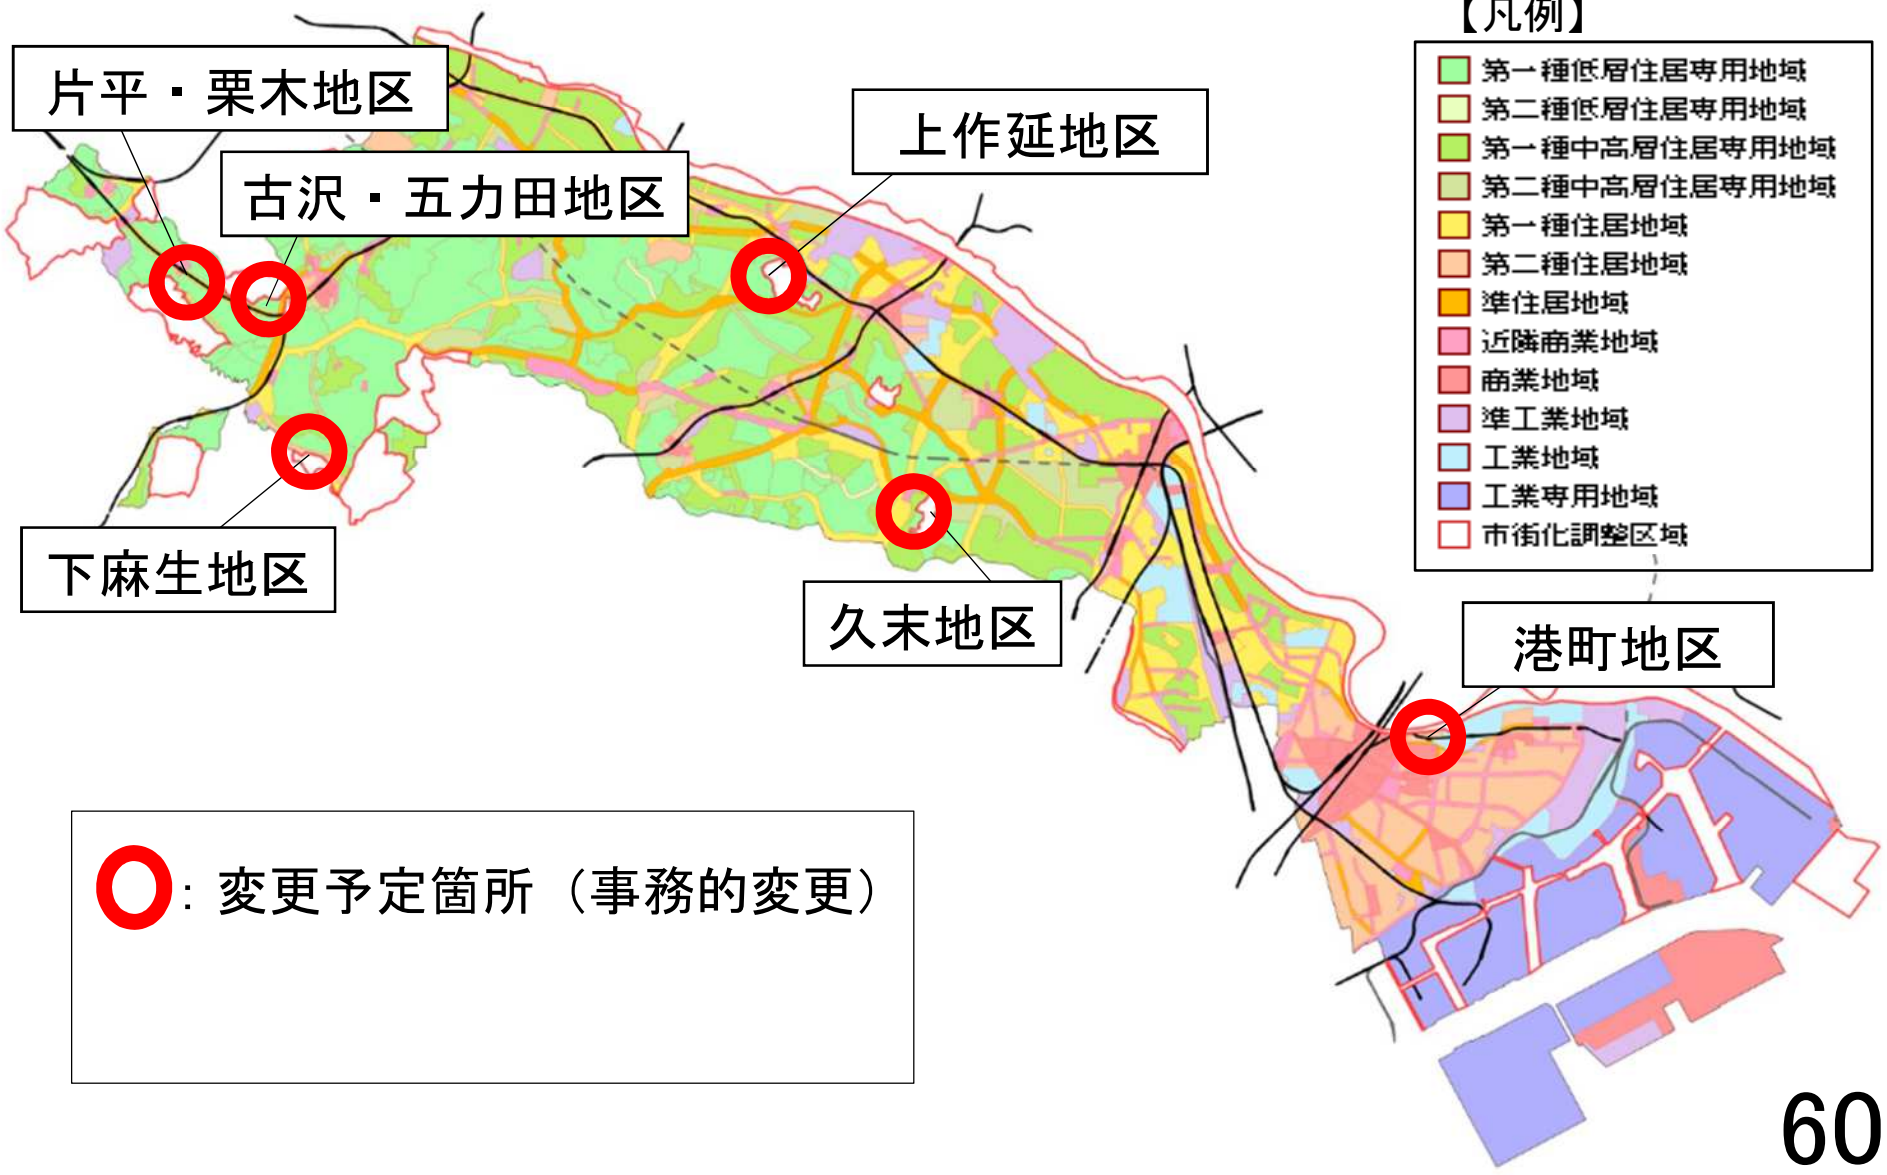 【凡例】
片平・栗木地区
古沢・五力田地区
上作延地区
第一種低層住居専用地域
第二種低層住居専用地域
第一種中高層住居専用地域
第二種中高層住居専用地域
第一種住居地域
第二種住居地域
準住居地域
近隣商業地域
商業地域
準工業地域
工業地域
工業専用地域
市街化調整区域
下麻生地区
久末地区
港町地区
：変更予定箇所（事務的変更）
60